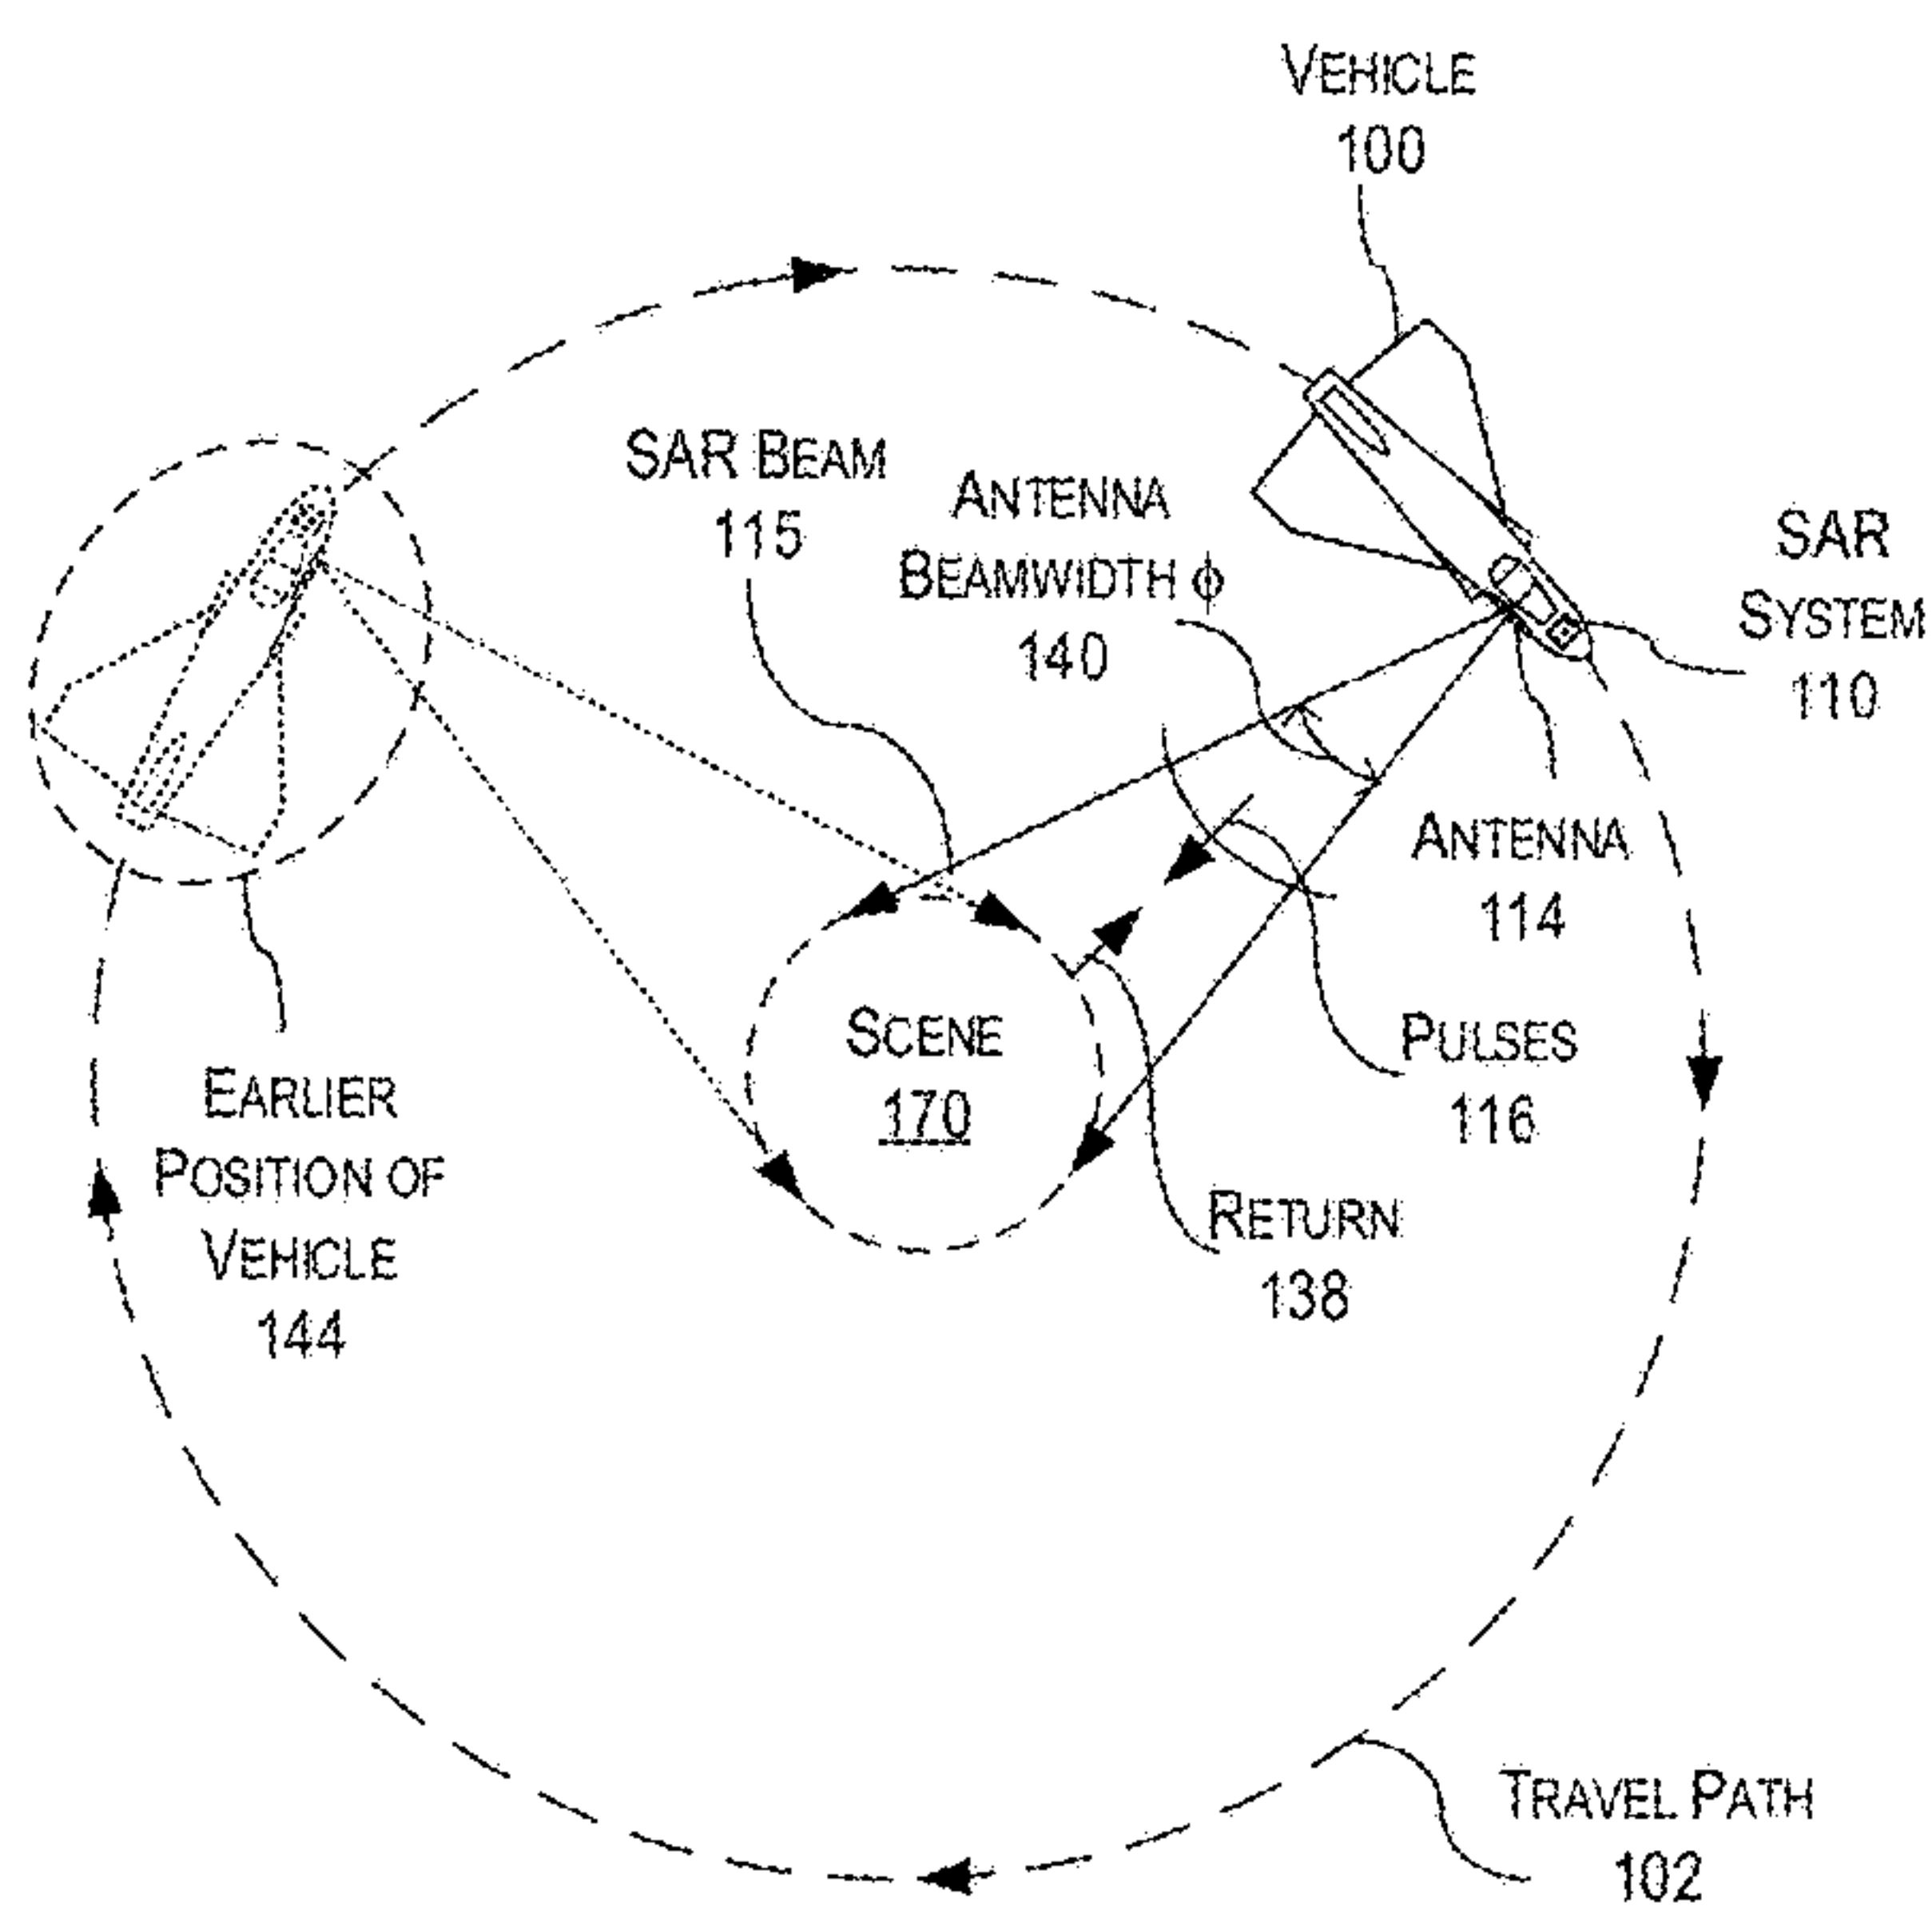 VEHICLE
100
SAR BEAM
115
ANTENNA
BEAMWIDTH ϕ
140
SAR
SYSTEM
110
ANTENNA
114
SCENE
170
PULSES
116
EARLIER
POSITION OF
VEHICLE
144
RETURN
138
TRAVEL PATH
102